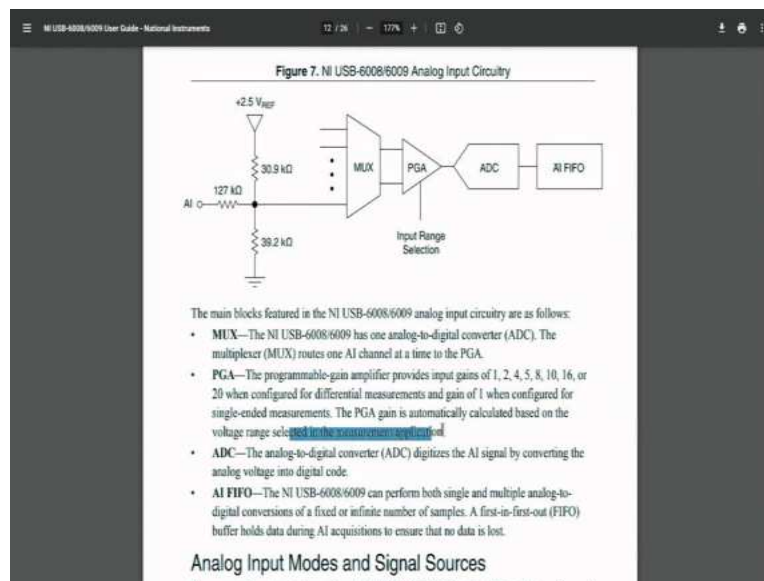 NI USB-6008/6009 User Guide - National Instruments
12 / 26 | − 177% +
Figure 7. NI USB-6008/6009 Analog Input Circuitry
+2.5 VREF
30.9 kΩ
127 kΩ
AI
39.2 kΩ
MUX
PGA
ADC
AI FIFO
Input Range
Selection
The main blocks featured in the NI USB-6008/6009 analog input circuitry are as follows:
• MUX—The NI USB-6008/6009 has one analog-to-digital converter (ADC). The
multiplexer (MUX) routes one AI channel at a time to the PGA.
• PGA—The programmable-gain amplifier provides input gains of 1, 2, 4, 5, 8, 10, 16, or
20 when configured for differential measurements and gain of 1 when configured for
single-ended measurements. The PGA gain is automatically calculated based on the
voltage range selected in the measurement application.
• ADC—The analog-to-digital converter (ADC) digitizes the AI signal by converting the
analog voltage into digital code.
• AI FIFO—The NI USB-6008/6009 can perform both single and multiple analog-to-
digital conversions of a fixed or infinite number of samples. A first-in-first-out (FIFO)
buffer holds data during AI acquisitions to ensure that no data is lost.
Analog Input Modes and Signal Sources